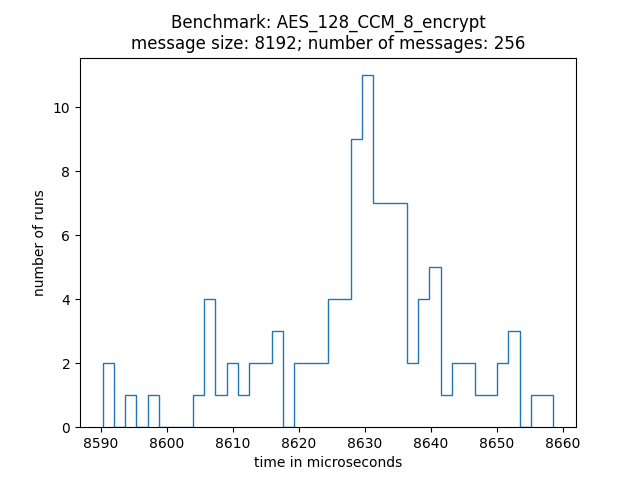 Benchmark: AES_128_CCM_8_encrypt
message size: 8192; number of messages: 256
10
8
6
4
2
0
number of runs
8590 8600 8610 8620 8630 8640 8650 8660
time in microseconds